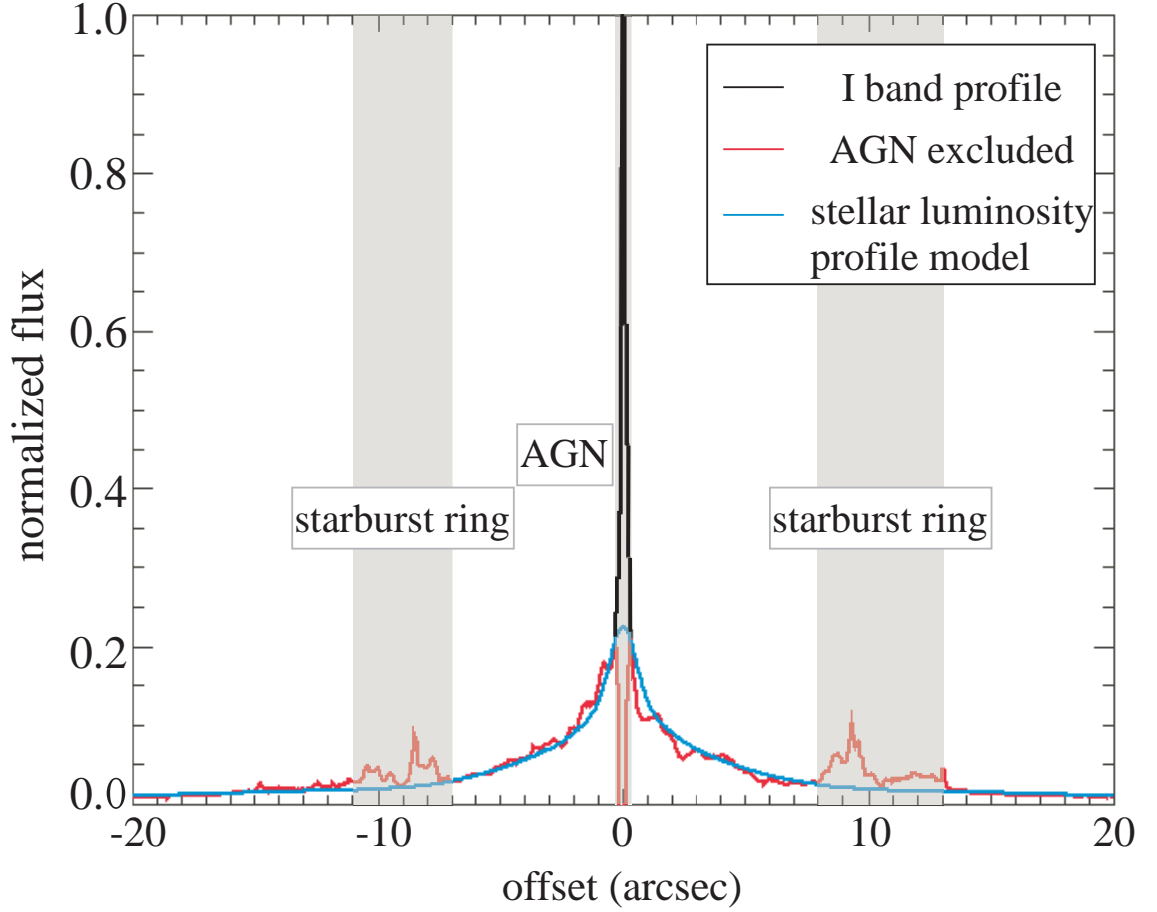 1.0
0.8
0.6
0.4
0.2
0.0
normalized flux
I band profile
AGN excluded
stellar luminosity
profile model
AGN
starburst ring
starburst ring
-20
-10
0
10
20
offset (arcsec)